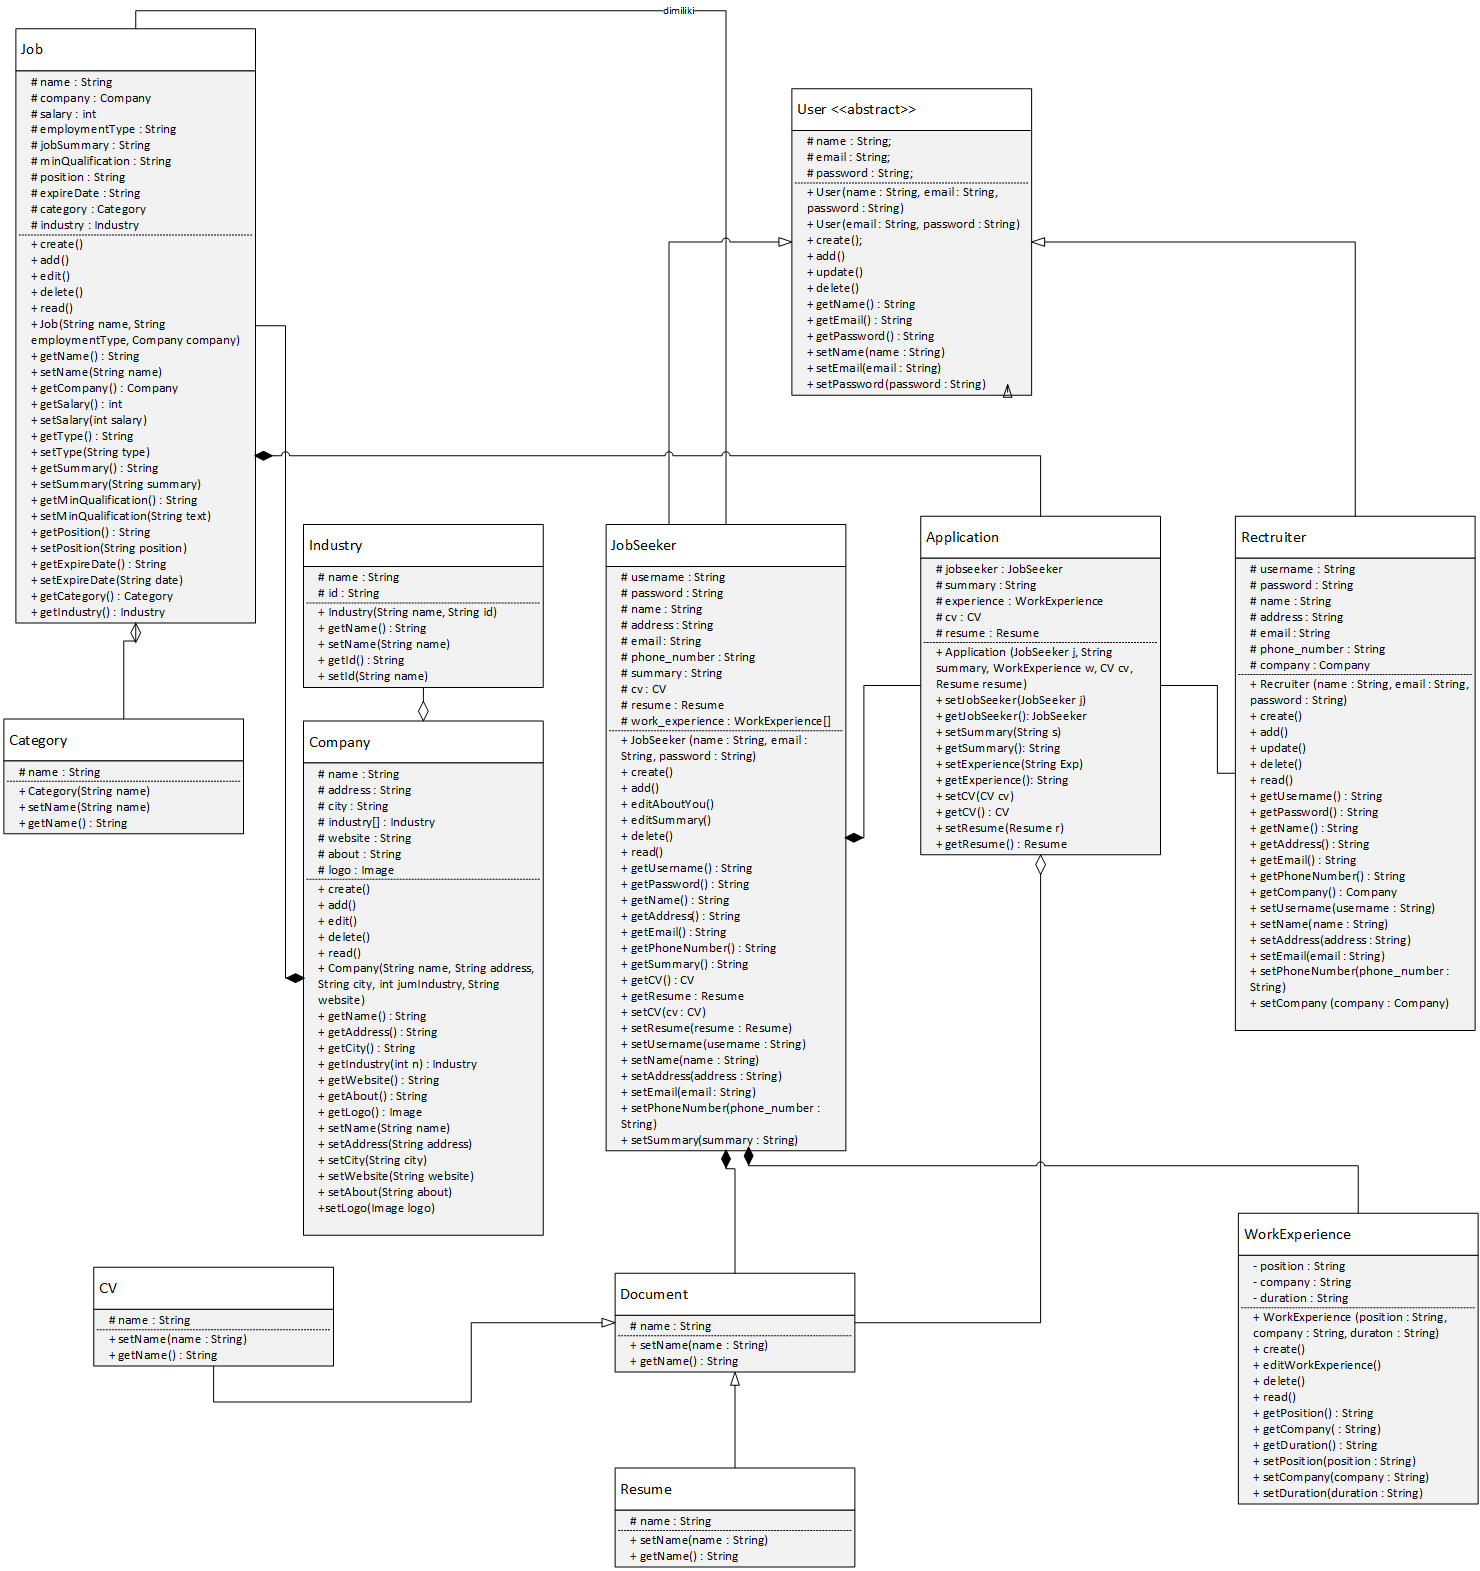 dimiliki
Job
# name : String
# company : Company
# salary : int
# employmentType : String
# jobSummary : String
# minQualification : String
# position : String
# expireDate : String
# category : Category
# industry : Industry
+ create()
+ add()
+ edit()
+ delete()
+ read()
+ Job(String name, String
employmentType, Company company)
+ getName() : String
+ setName(String name)
+ getCompany() : Company
+ getSalary() : int
+ setSalary(int salary)
+ getType() : String
+ setType(String type)
+ getSummary() : String
+ setSummary(String summary)
+ getMinQualification() : String
+ setMinQualification(String text)
+ getPosition() : String
+ setPosition(String position)
+ getExpireDate() : String
+ setExpireDate(String date)
+ getCategory() : Category
+ getIndustry() : Industry
User <<abstract>>
# name : String;
# email : String;
# password : String;
+ User(name : String, email : String,
password : String)
+ User(email : String, password : String)
+ create();
+ add()
+ update()
+ delete()
+ getName() : String
+ getEmail() : String
+ getPassword() : String
+ setName(name : String)
+ setEmail(email : String)
+ setPassword(password : String)
Industry
# name : String
# id : String
+ Industry(String name, String id)
+ getName() : String
+ setName(String name)
+ getId() : String
+ setId(String name)
JobSeeker
# username : String
# password : String
# name : String
# address : String
# email : String
# phone_number : String
# summary : String
# cv : CV
# resume : Resume
# work_experience : WorkExperience[]
+ JobSeeker (name : String, email :
String, password : String)
+ create()
+ add()
+ editAboutYou()
+ editSummary()
+ delete()
+ read()
+ getUsername() : String
+ getPassword() : String
+ getName() : String
+ getAddress() : String
+ getEmail() : String
+ getPhoneNumber() : String
+ getSummary() : String
+ getCV() : CV
+ getResume : Resume
+ setCV(cv : CV)
+ setResume(resume : Resume)
+ setUsername(username : String)
+ setName(name : String)
+ setAddress(address : String)
+ setEmail(email : String)
+ setPhoneNumber(phone_number :
String)
+ setSummary(summary : String)
Application
# jobseeker : JobSeeker
# summary : String
# experience : WorkExperience
# cv : CV
# resume : Resume
+ Application (JobSeeker j, String
summary, WorkExperience w, CV cv,
Resume resume)
+ setJobSeeker(JobSeeker j)
+ getJobSeeker(): JobSeeker
+ setSummary(String s)
+ getSummary(): String
+ setExperience(String Exp)
+ getExperience(): String
+ setCV(CV cv)
+ getCV() : CV
+ setResume(Resume r)
+ getResume() : Resume
Rectruiter
# username : String
# password : String
# name : String
# address : String
# email : String
# phone_number : String
# company : Company
+ Recruiter (name : String, email : String,
password : String)
+ create()
+ add()
+ update()
+ delete()
+ read()
+ getUsername() : String
+ getPassword() : String
+ getName() : String
+ getAddress() : String
+ getEmail() : String
+ getPhoneNumber() : String
+ getCompany() : Company
+ setUsername(username : String)
+ setName(name : String)
+ setAddress(address : String)
+ setEmail(email : String)
+ setPhoneNumber(phone_number :
String)
+ setCompany (company : Company)
Category
# name : String
+ Category(String name)
+ setName(String name)
+ getName() : String
Company
# name : String
# address : String
# city : String
# industry[] : Industry
# website : String
# about : String
# logo : Image
+ create()
+ add()
+ edit()
+ delete()
+ read()
+ Company(String name, String address,
String city, int jumIndustry, String
website)
+ getName() : String
+ getAddress() : String
+ getCity() : String
+ getIndustry(int n) : Industry
+ getWebsite() : String
+ getAbout() : String
+ getLogo() : Image
+ setName(String name)
+ setAddress(String address)
+ setCity(String city)
+ setWebsite(String website)
+ setAbout(String about)
+setLogo(Image logo)
CV
# name : String
+ setName(name : String)
+ getName() : String
Document
# name : String
+ setName(name : String)
+ getName() : String
WorkExperience
- position : String
- company : String
- duration : String
+ WorkExperience (position : String,
company : String, duraton : String)
+ create()
+ editWorkExperience()
+ delete()
+ read()
+ getPosition() : String
+ getCompany( : String)
+ getDuration() : String
+ setPosition(position : String)
+ setCompany(company : String)
+ setDuration(duration : String)
Resume
# name : String
+ setName(name : String)
+ getName() : String